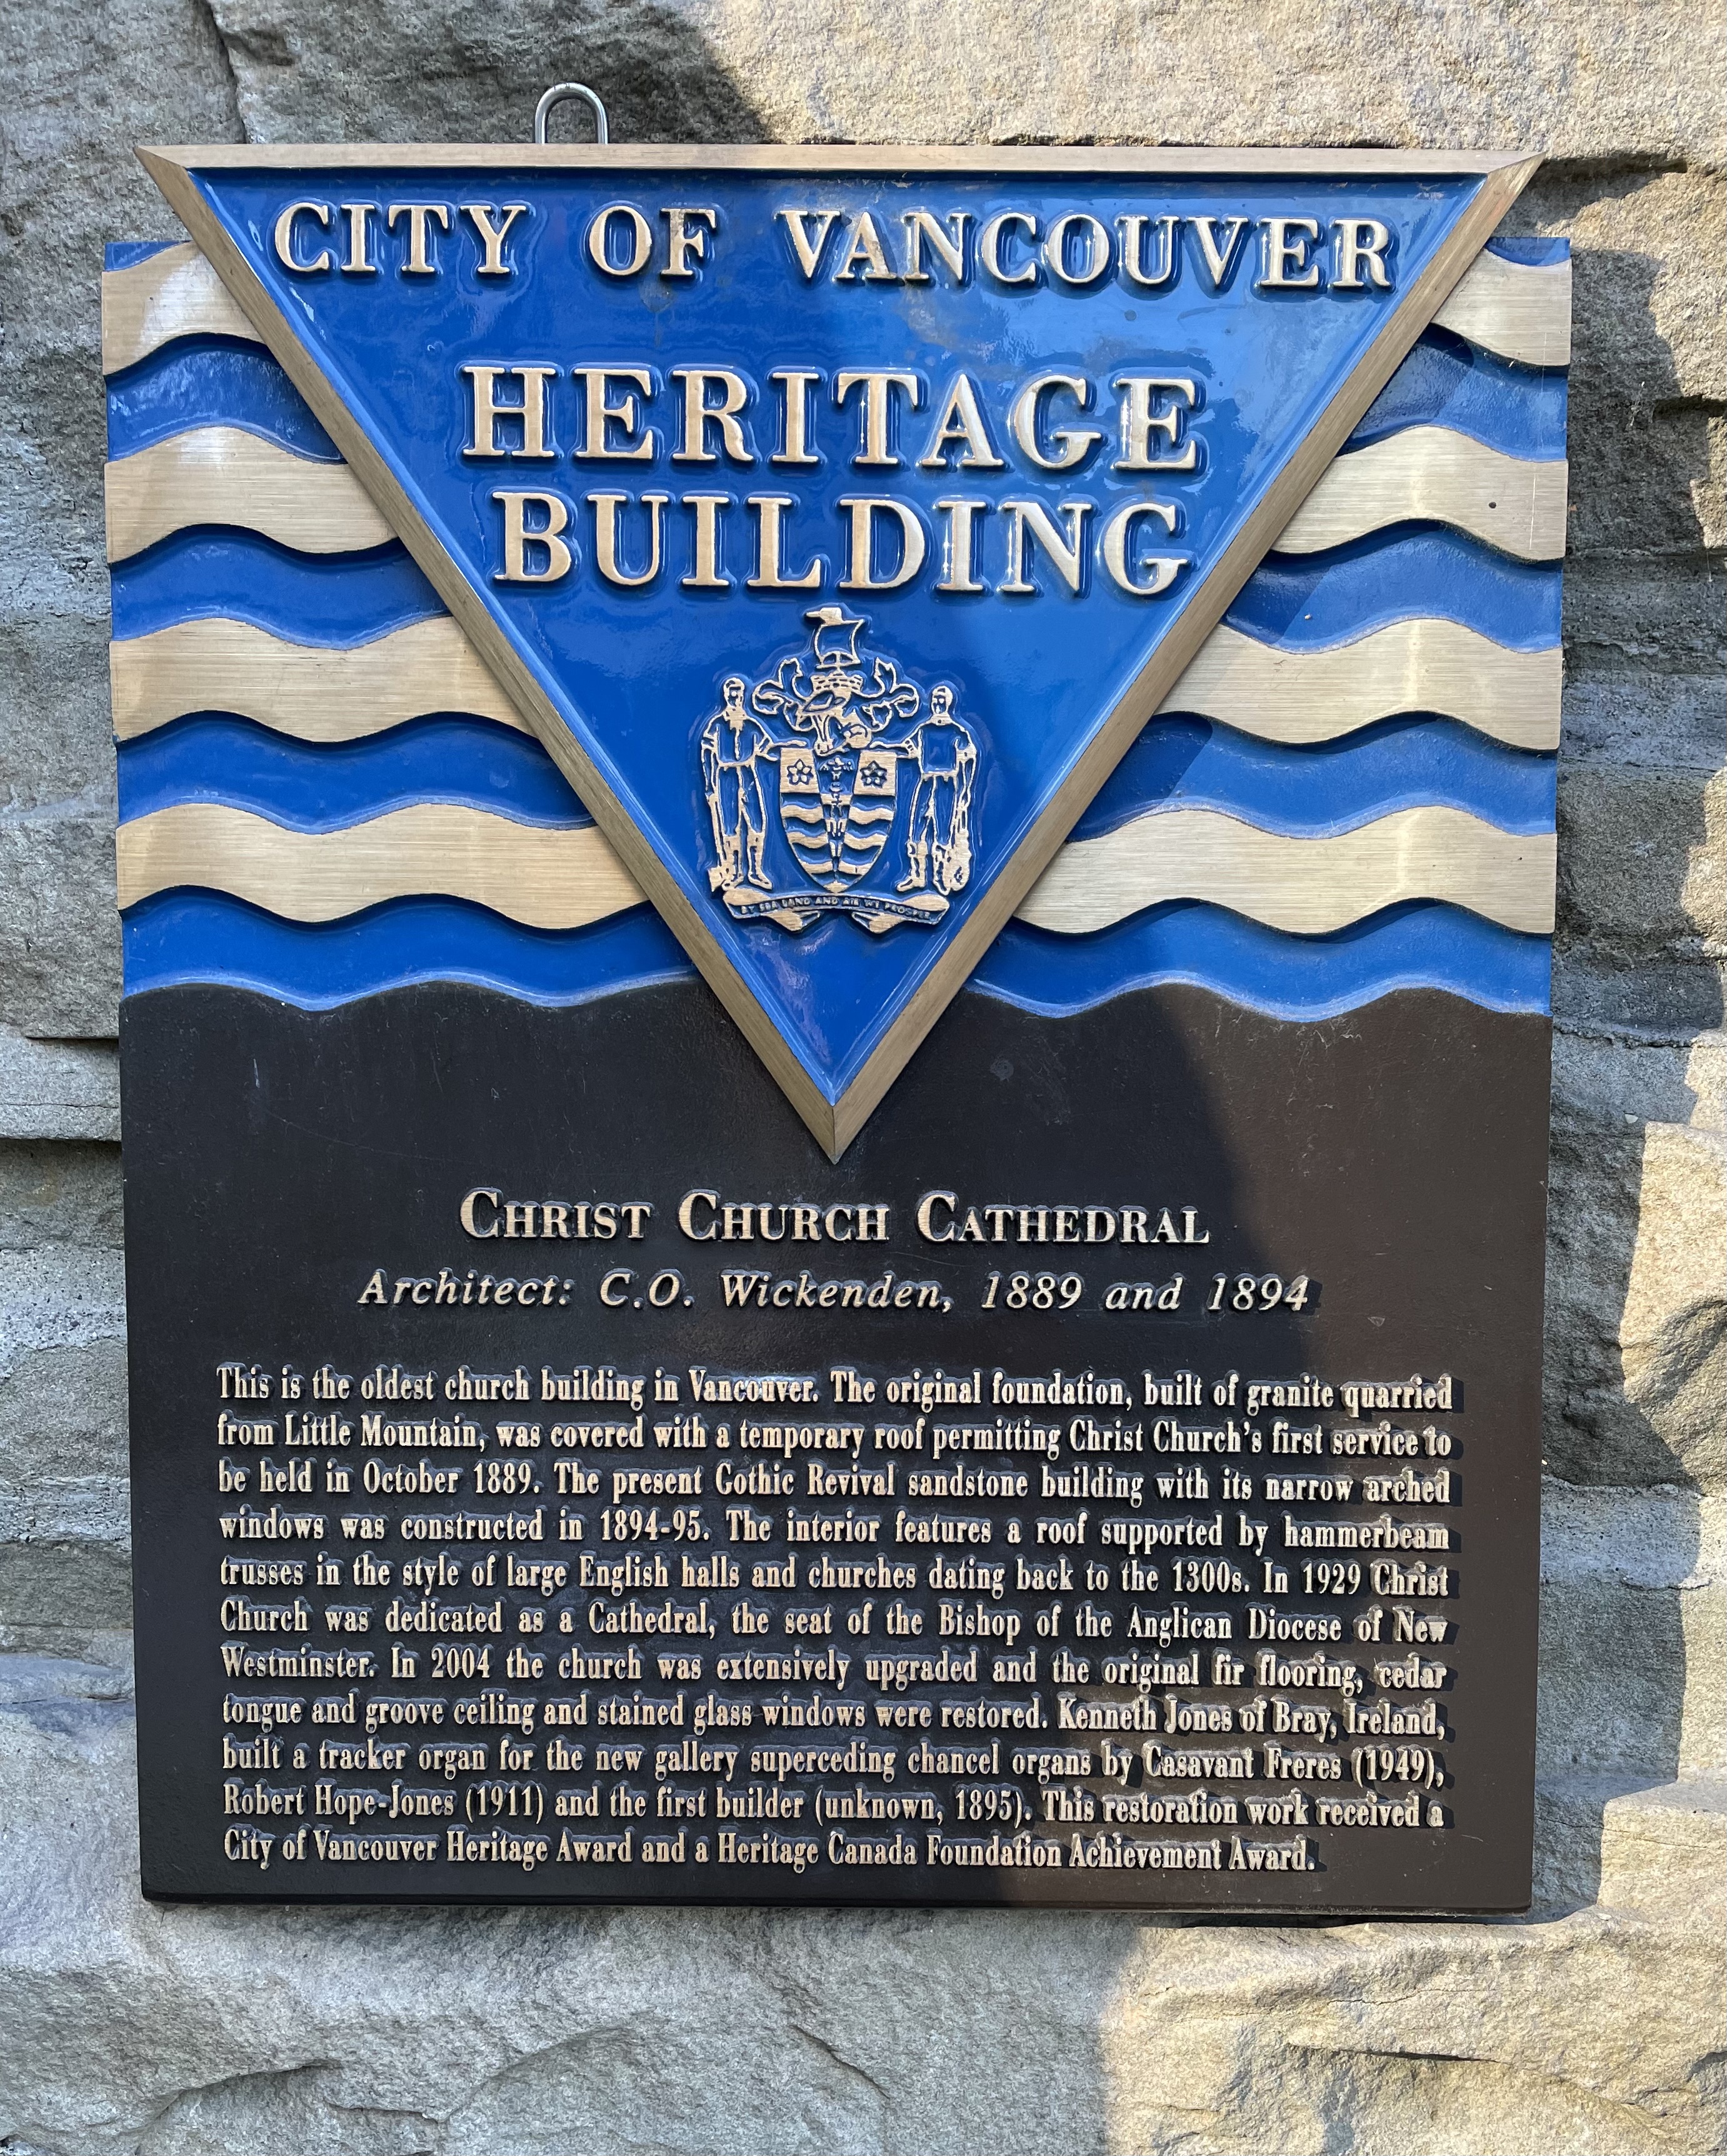 CITY OF VANCOUVER
HERITAGE
BUILDING
BY SEA LAND AND AIR WE PROSPER
CHRIST CHURCH CATHEDRAL
Architect: C.O. Wickenden, 1889 and 1894
This is the oldest church building in Vancouver. The original foundation, built of granite quarried
from Little Mountain, was covered with a temporary roof permitting Christ Church's first service to
be held in October 1889. The present Gothic Revival sandstone building with its narrow arched
windows was constructed in 1894-95. The interior features a roof supported by hammerbeam
trusses in the style of large English halls and churches dating back to the 1300s. In 1929 Christ
Church was dedicated as a Cathedral, the seat of the Bishop of the Anglican Diocese of New
Westminster. In 2004 the church was extensively upgraded and the original fir flooring, cedar
tongue and groove ceiling and stained glass windows were restored. Kenneth Jones of Bray, Ireland,
built a tracker organ for the new gallery superceding chancel organs by Casavant Freres (1949),
Robert Hope-Jones (1911) and the first builder (unknown, 1895). This restoration work received a
City of Vancouver Heritage Award and a Heritage Canada Foundation Achievement Award.